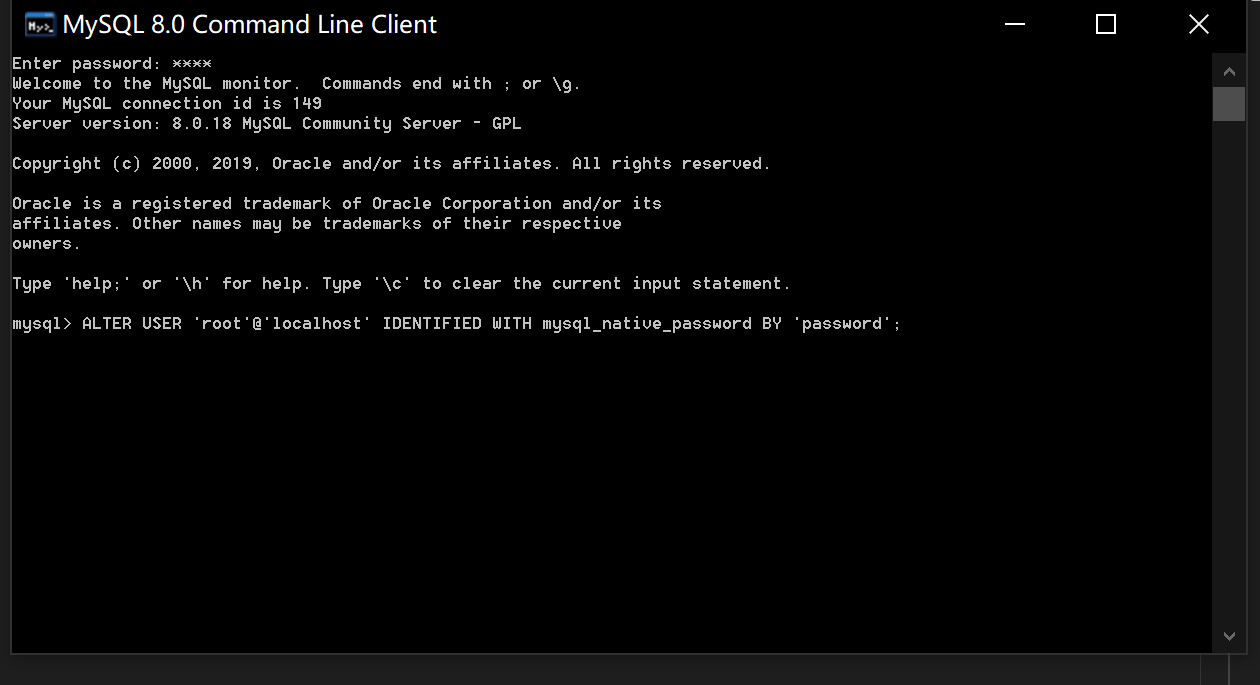 MySQL 8.0 Command Line Client
Enter password: ****
Welcome to the MySQL monitor.  Commands end with ; or \g.
Your MySQL connection id is 149
Server version: 8.0.18 MySQL Community Server - GPL
Copyright (c) 2000, 2019, Oracle and/or its affiliates. All rights reserved.
Oracle is a registered trademark of Oracle Corporation and/or its
affiliates. Other names may be trademarks of their respective
owners.
Type 'help;' or '\h' for help. Type '\c' to clear the current input statement.
mysql> ALTER USER 'root'@'localhost' IDENTIFIED WITH mysql_native_password BY 'password';